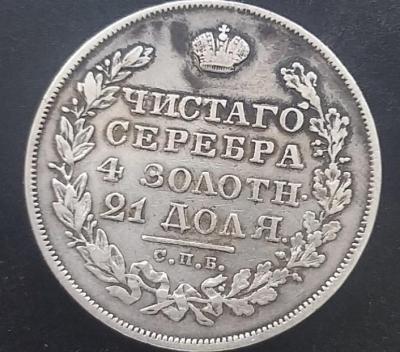 ЧИСТАГО
СЕРЕБРА
4 ЗОЛОТН.
21 ДОЛЯ.
С.П.Б.